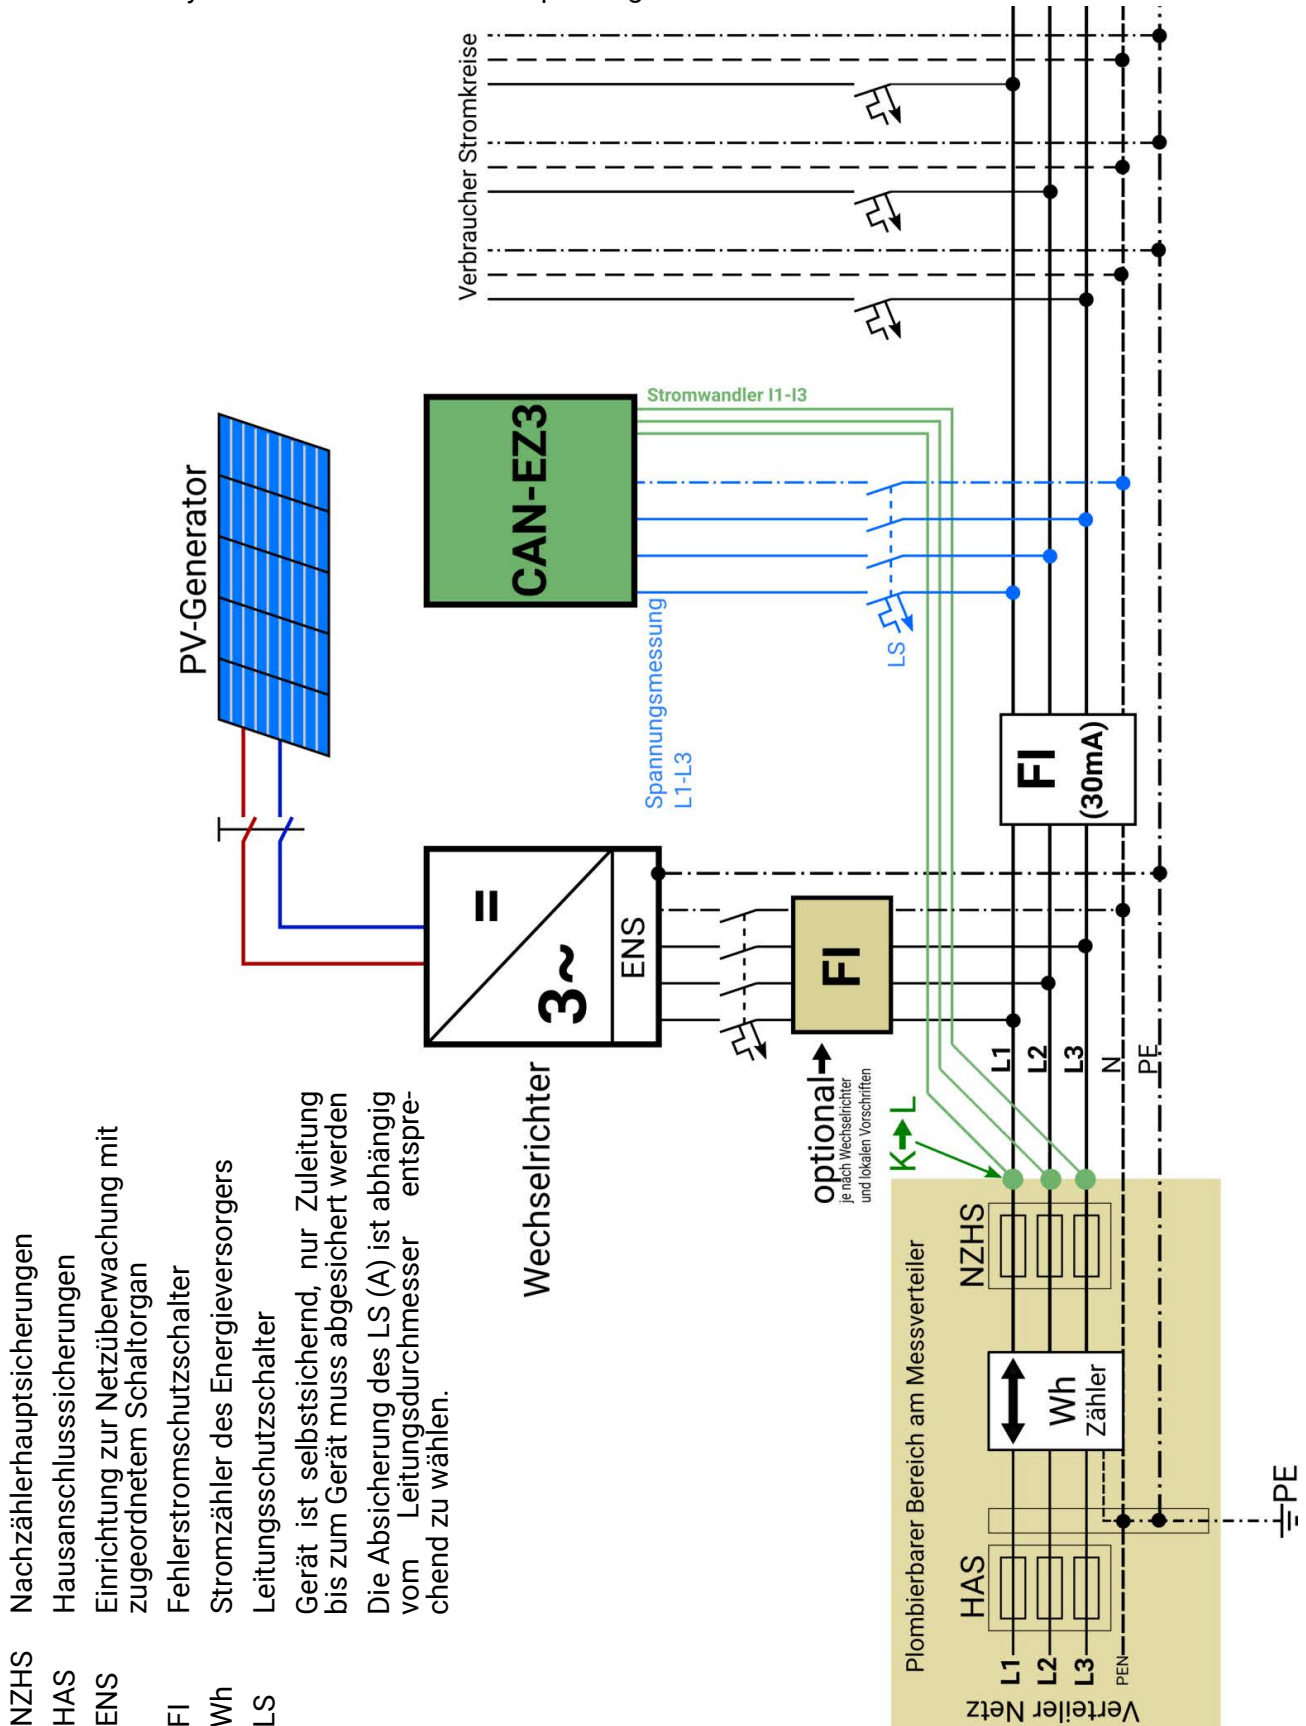 NZHS Nachzählerhauptsicherungen
HAS Hausanschlusssicherungen
ENS Einrichtung zur Netzüberwachung mit
zugeordnetem Schaltorgan
FI Fehlerstromschutzschalter
Wh Stromzähler des Energieversorgers
LS Leitungsschutzschalter
Gerät ist selbstsichernd, nur Zuleitung
bis zum Gerät muss abgesichert werden
Die Absicherung des LS (A) ist abhängig
vom Leitungsdurchmesser entspre-
chend zu wählen.
PV-Generator
Verbraucher Stromkreise
CAN-EZ3
Stromwandler I1-I3
Spannungsmessung
L1-L3
LS
Wechselrichter
=
3~
ENS
FI
optional
je nach Wechselrichter
und lokalen Vorschriften
K→L
FI
(30mA)
L1
L2
L3
N
PE
Plombierbarer Bereich am Messverteiler
HAS
NZHS
Wh
Zähler
L1
L2
L3
PEN
Verteiler Netz
PE